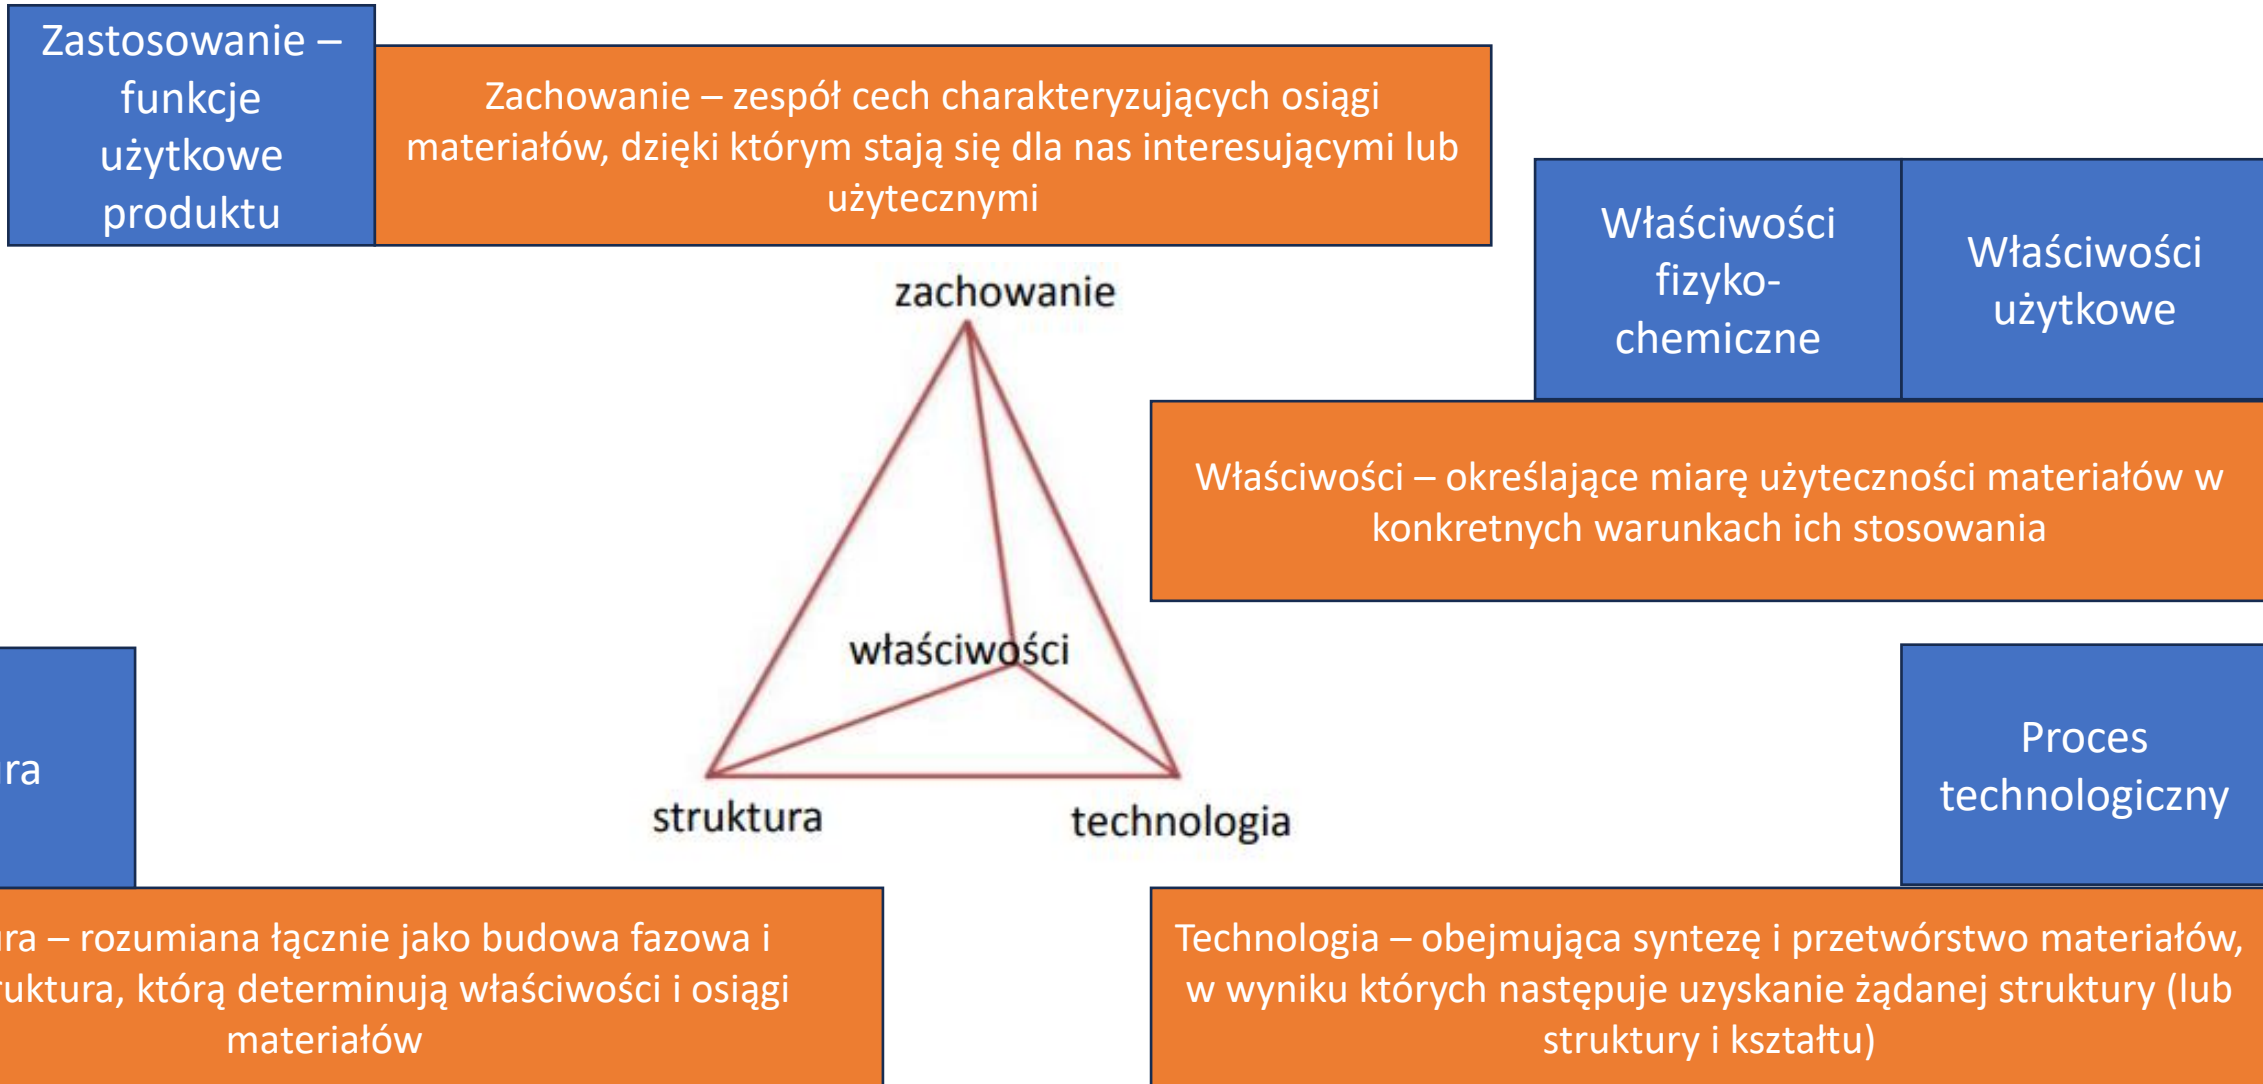 Zastosowanie –
funkcje
użytkowe
produktu
Zachowanie – zespół cech charakteryzujących osiągi
materiałów, dzięki którym stają się dla nas interesującymi lub
użytecznymi
Właściwości
fizyko-
chemiczne
Właściwości
użytkowe
zachowanie
Właściwości – określające miarę użyteczności materiałów w
konkretnych warunkach ich stosowania
właściwości
struktura
technologia
Proces
technologiczny
– rozumiana łącznie jako budowa fazowa i
którą determinują właściwości i osiągi
materiałów
Technologia – obejmująca syntezę i przetwórstwo materiałów,
w wyniku których następuje uzyskanie żądanej struktury (lub
struktury i kształtu)